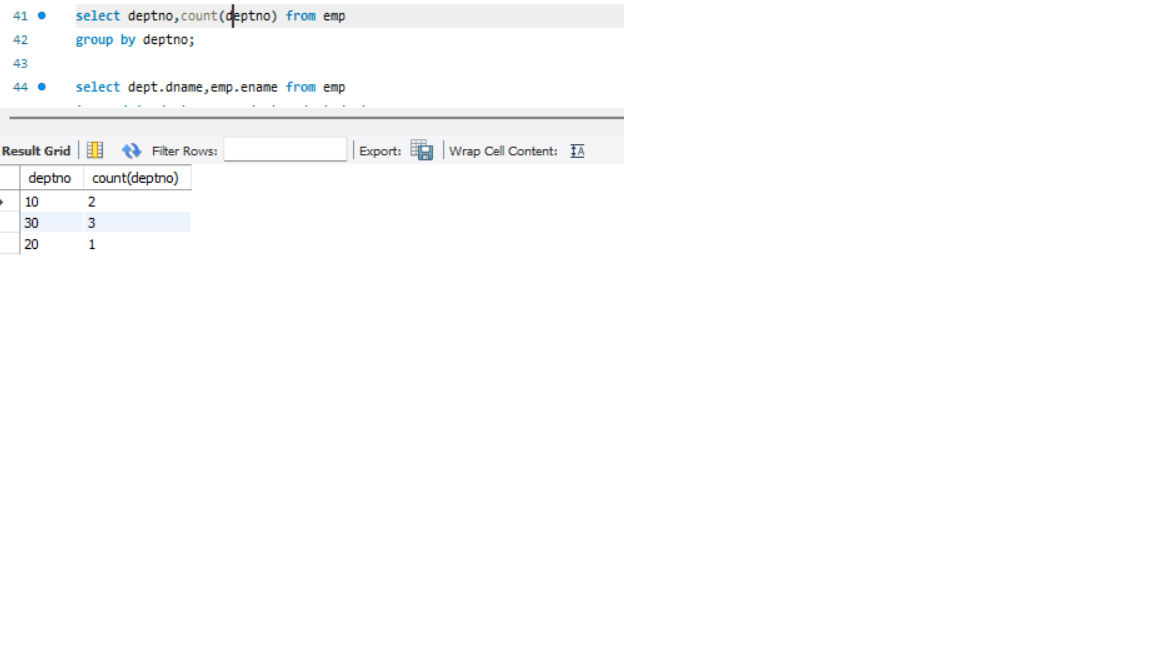 41 select deptno,count(deptno) from emp
42 group by deptno;
43
44 select dept.dname,emp.ename from emp
Result Grid Filter Rows: Export: Wrap Cell Content:
deptno count(deptno)
10 2
30 3
20 1